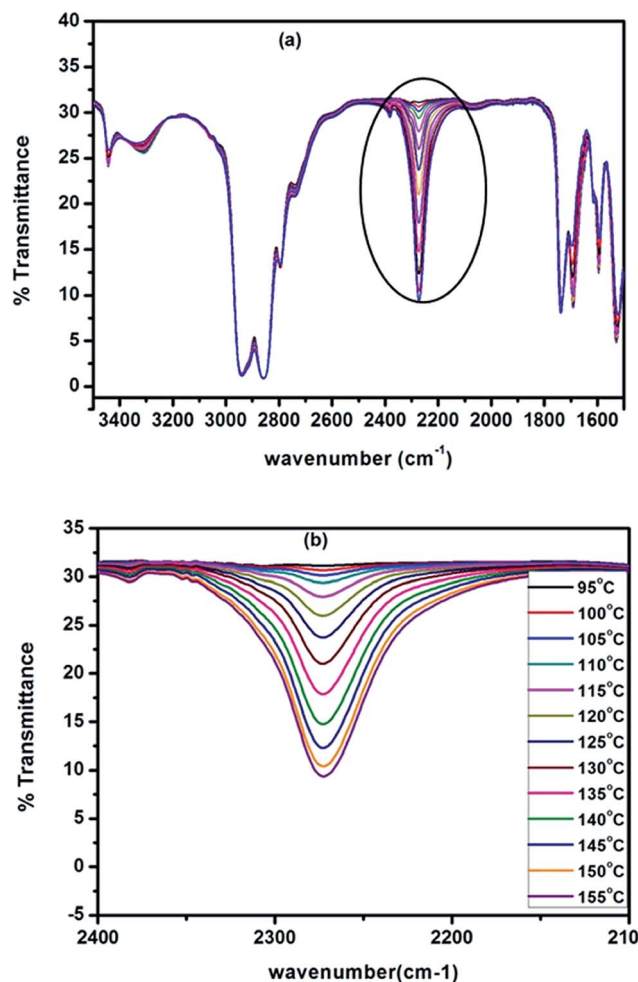 (a)
40
35
30
25
20
15
10
5
0
% Transmittance
3400 3200 3000 2800 2600 2400 2200 2000 1800 1600
wavenumber (cm⁻¹)
(b)
35
30
25
20
15
10
5
0
-5
% Transmittance
95°C
100°C
105°C
110°C
115°C
120°C
125°C
130°C
135°C
140°C
145°C
150°C
155°C
2400 2300 2200 210
wavenumber(cm-1)